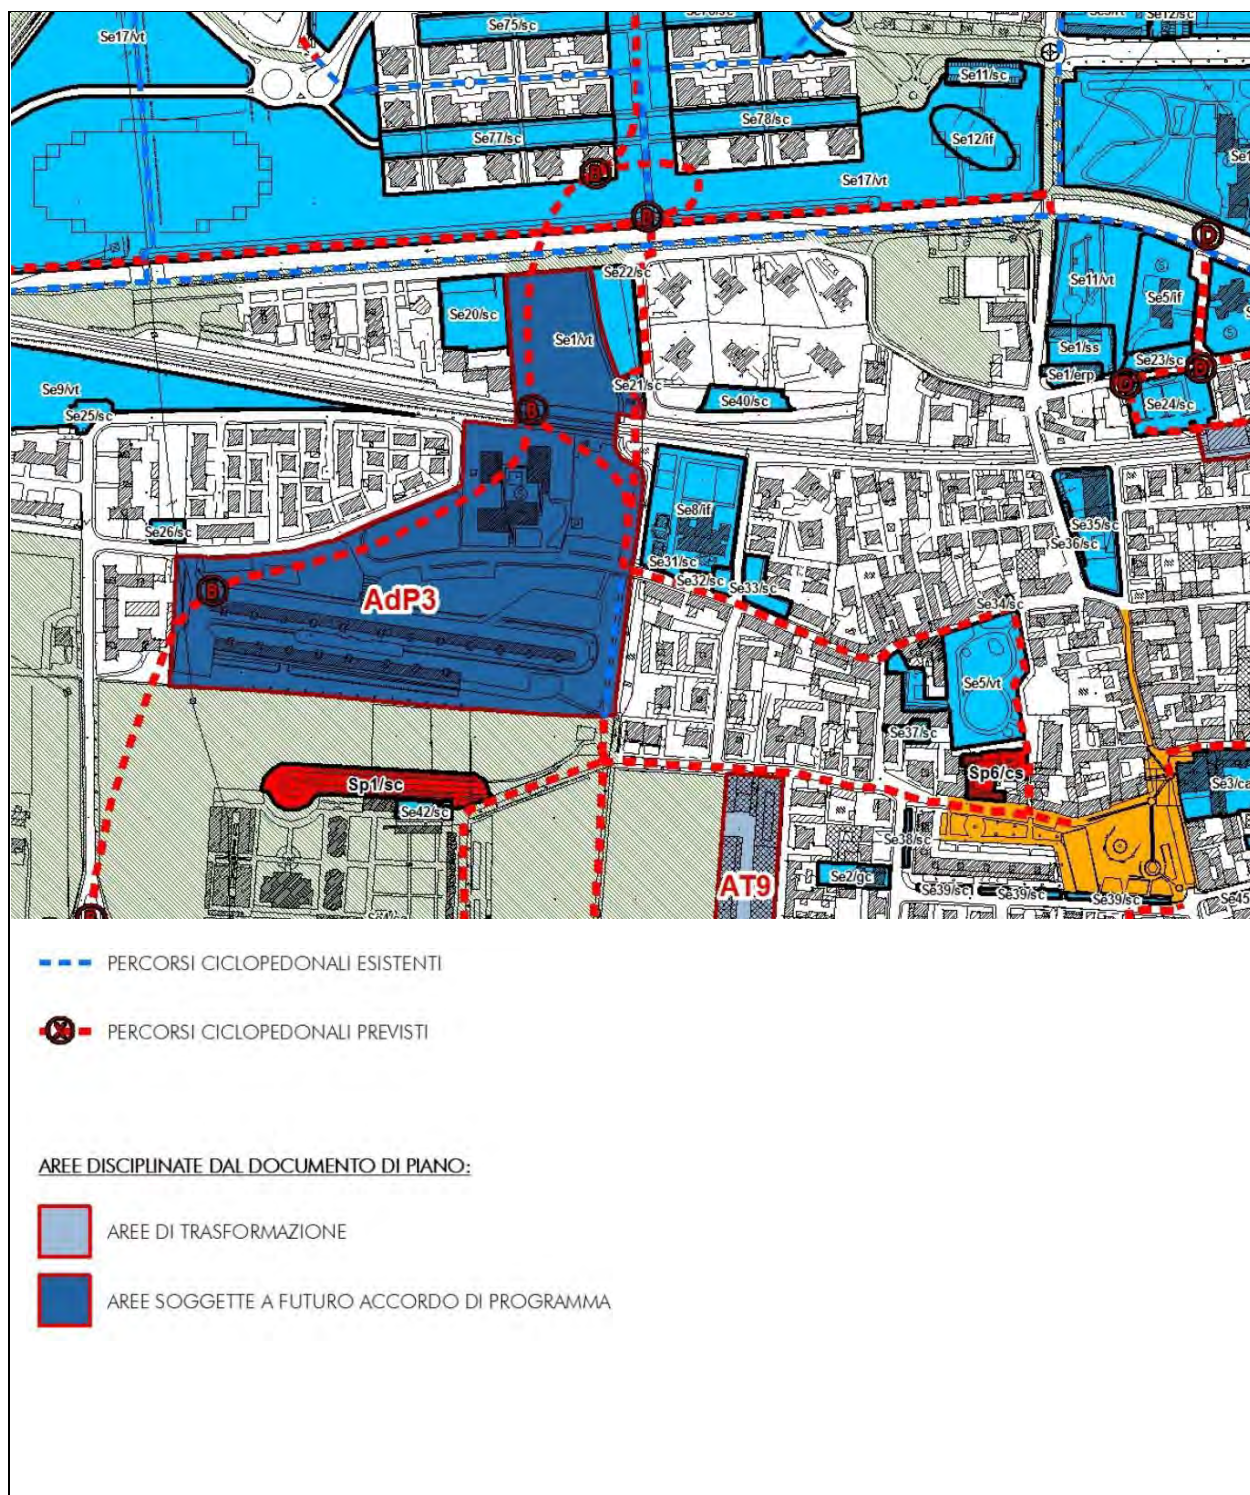 Se17/vt
Se75/sc
Se12/sc
Se11/sc
Se77/sc
Se78/sc
Se12/if
Se17/vt
Se22/sc
Se11/vt
Se5/if
Se20/sc
Se1/vt
Se1/ss
Se23/sc
Se9/vt
Se21/sc
Se1/erp
Se25/sc
Se40/sc
Se24/sc
Se8/if
Se26/sc
Se35/sc
Se36/sc
Se31/sc
Se32/sc
Se33/sc
AdP3
Se34/sc
Se5/vt
Se37/sc
Sp1/sc
Sp6/cs
Se3/ca
Se42/sc
Se38/sc
AT9
Se2/gc
Se39/sc
Se39/sc
Se39/sc
Se45
PERCORSI CICLOPEDONALI ESISTENTI
PERCORSI CICLOPEDONALI PREVISTI
AREE DISCIPLINATE DAL DOCUMENTO DI PIANO:
AREE DI TRASFORMAZIONE
AREE SOGGETTE A FUTURO ACCORDO DI PROGRAMMA